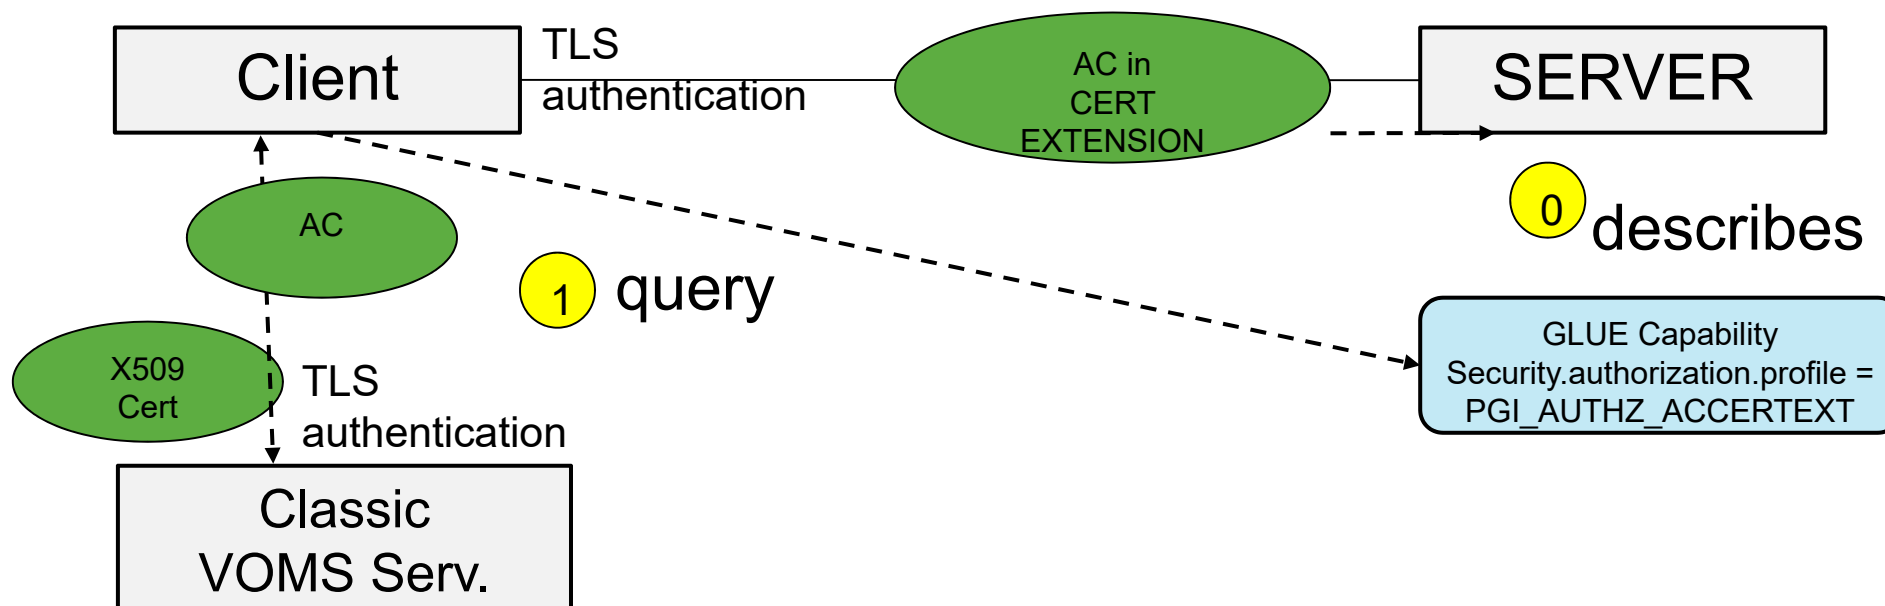 Client
TLS
authentication
AC in
CERT
EXTENSION
SERVER
AC
0
describes
1
query
X509
Cert
TLS
authentication
GLUE Capability
Security.authorization.profile =
PGI_AUTHZ_ACCERTEXT
Classic
VOMS Serv.